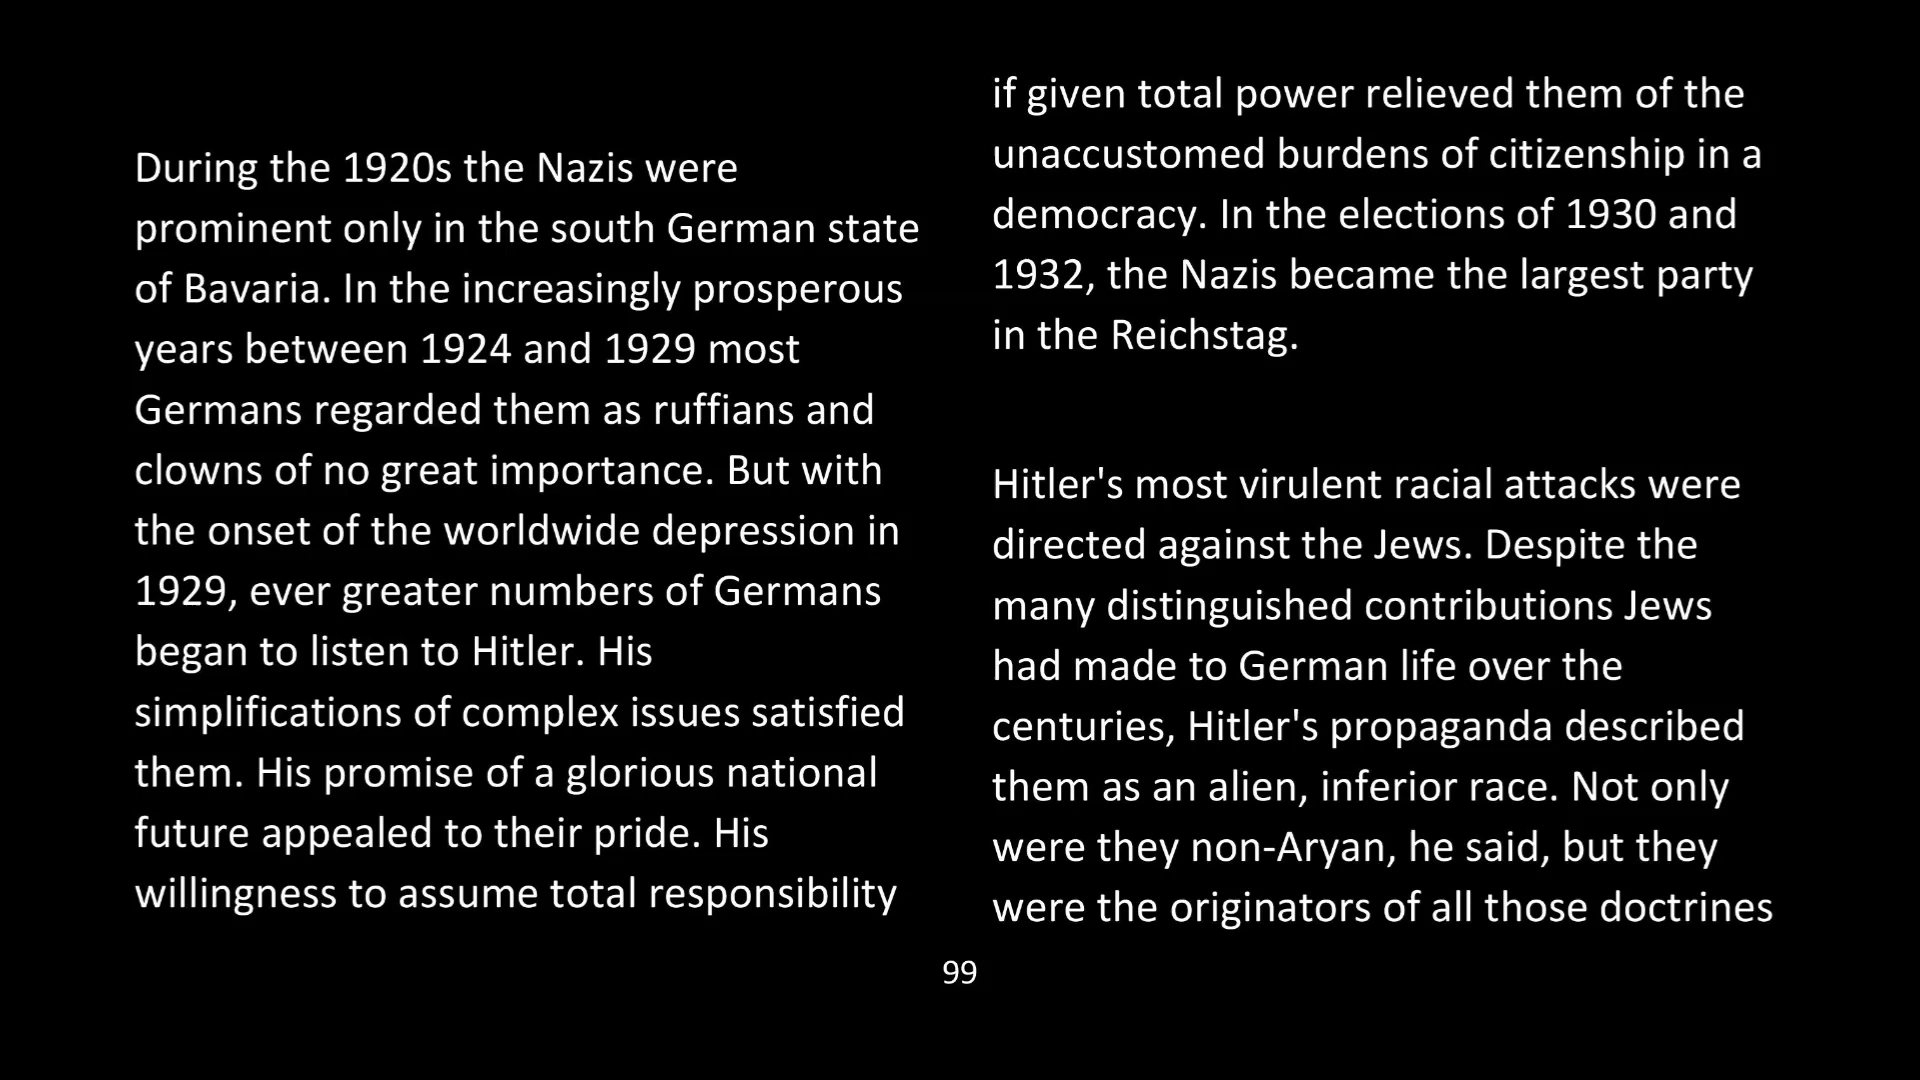 During the 1920s the Nazis were
prominent only in the south German state
of Bavaria. In the increasingly prosperous
years between 1924 and 1929 most
Germans regarded them as ruffians and
clowns of no great importance. But with
the onset of the worldwide depression in
1929, ever greater numbers of Germans
began to listen to Hitler. His
simplifications of complex issues satisfied
them. His promise of a glorious national
future appealed to their pride. His
willingness to assume total responsibility
if given total power relieved them of the
unaccustomed burdens of citizenship in a
democracy. In the elections of 1930 and
1932, the Nazis became the largest party
in the Reichstag.
Hitler's most virulent racial attacks were
directed against the Jews. Despite the
many distinguished contributions Jews
had made to German life over the
centuries, Hitler's propaganda described
them as an alien, inferior race. Not only
were they non-Aryan, he said, but they
were the originators of all those doctrines
99